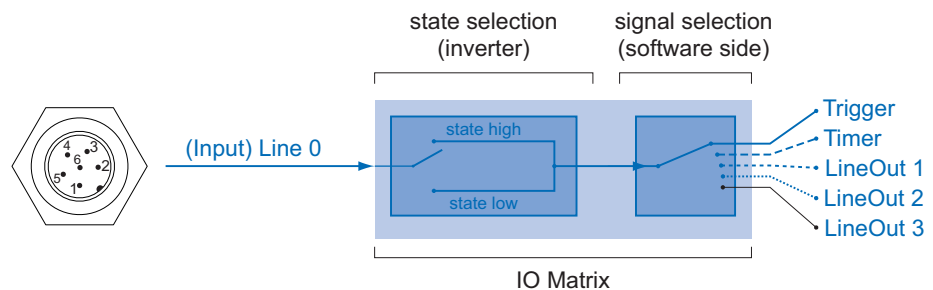 state selection
(inverter)
signal selection
(software side)
4
3
6
2
5
1
(Input) Line 0
state high
state low
Trigger
Timer
LineOut 1
LineOut 2
LineOut 3
IO Matrix